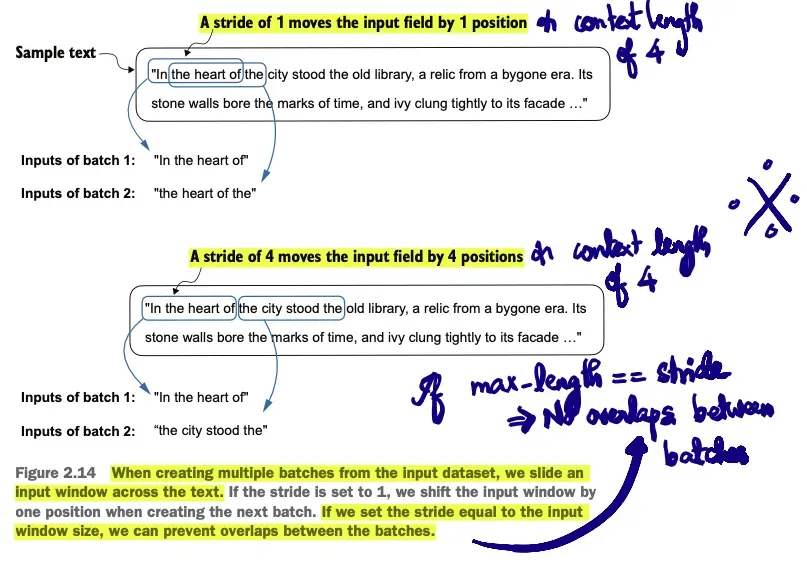 A stride of 1 moves the input field by 1 position on context length
of 4
Sample text
"In the heart of the city stood the old library, a relic from a bygone era. Its
stone walls bore the marks of time, and ivy clung tightly to its facade …"
Inputs of batch 1: "In the heart of"
Inputs of batch 2: "the heart of the"
A stride of 4 moves the input field by 4 positions on context length
of 4
"In the heart of the city stood the old library, a relic from a bygone era. Its
stone walls bore the marks of time, and ivy clung tightly to its facade …"
If max-length == stride
⇒ No overlaps between
batches
Inputs of batch 1: "In the heart of"
Inputs of batch 2: "the city stood the"
Figure 2.14 When creating multiple batches from the input dataset, we slide an
input window across the text. If the stride is set to 1, we shift the input window by
one position when creating the next batch. If we set the stride equal to the input
window size, we can prevent overlaps between the batches.